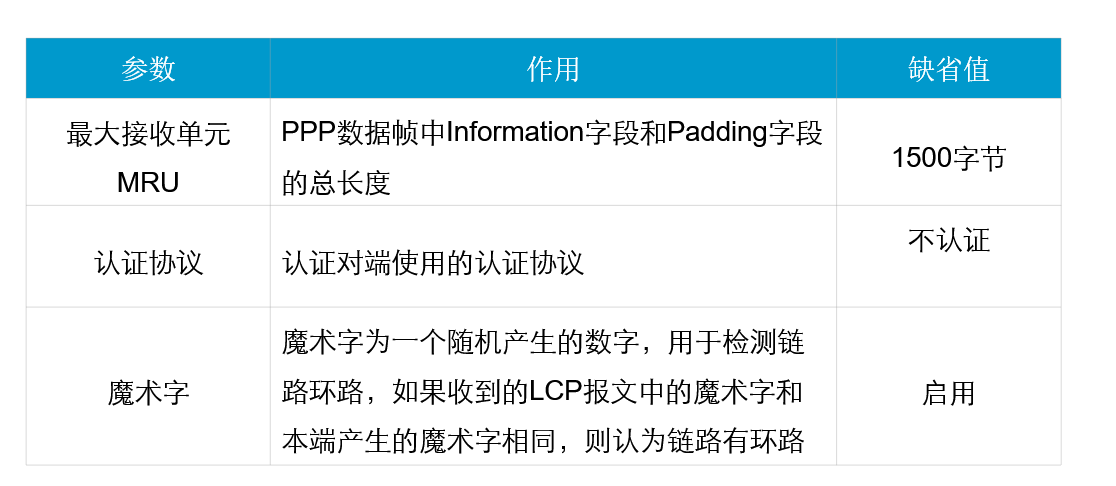 参数
作用
缺省值
最大接收单元
MRU
PPP数据帧中Information字段和Padding字段
的总长度
1500字节
认证协议
认证对端使用的认证协议
不认证
魔术字
魔术字为一个随机产生的数字，用于检测链
路环路，如果收到的LCP报文中的魔术字和
本端产生的魔术字相同，则认为链路有环路
启用